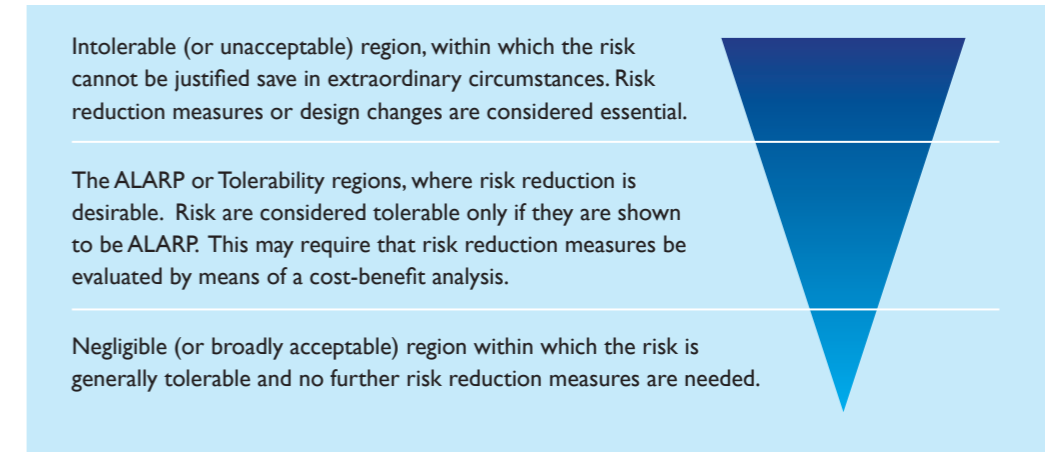 Intolerable (or unacceptable) region, within which the risk
cannot be justified save in extraordinary circumstances. Risk
reduction measures or design changes are considered essential.
The ALARP or Tolerability regions, where risk reduction is
desirable.  Risk are considered tolerable only if they are shown
to be ALARP.  This may require that risk reduction measures be
evaluated by means of a cost-benefit analysis.
Negligible (or broadly acceptable) region within which the risk is
generally tolerable and no further risk reduction measures are needed.